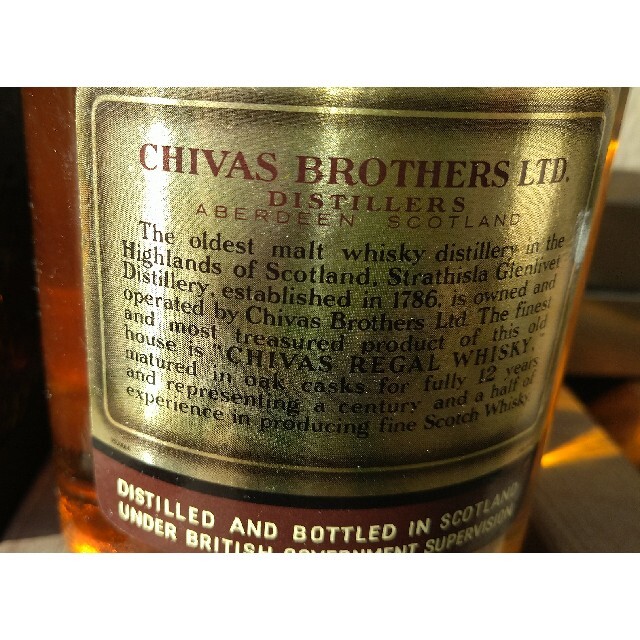 CHIVAS BROTHERS LTD.
DISTILLERS
ABERDEEN SCOTLAND
The oldest malt whisky distillery in the
Highlands of Scotland, Strathisla Glenlivet
Distillery, established in 1786, is owned and
operated by Chivas Brothers Ltd. The finest
and most treasured product of this old
house is "CHIVAS REGAL WHISKY,"
matured in oak casks for fully 12 years
and representing a century and a half of
experience in producing fine Scotch Whisky
DISTILLED AND BOTTLED IN SCOTLAND
UNDER BRITISH GOVERNMENT SUPERVISION